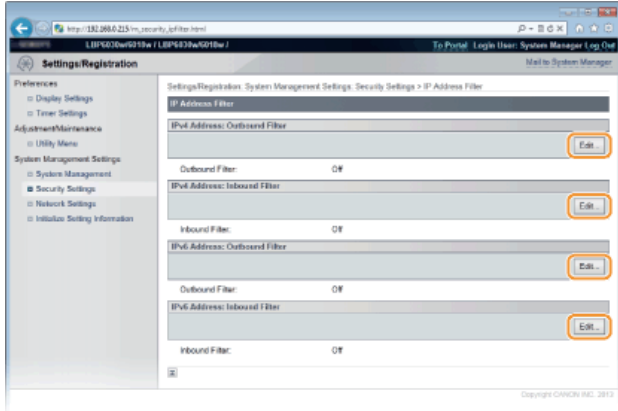 http://192.168.0.215/m_security_ipfilter.html
LBP6030w/6018w / LBP6030w/6018w /
To Portal Login User: System Manager Log Out
Settings/Registration
Mail to System Manager
Preferences
Display Settings
Timer Settings
Adjustment/Maintenance
Utility Menu
System Management Settings
System Management
Security Settings
Network Settings
Initialize Setting Information
Settings/Registration: System Management Settings: Security Settings > IP Address Filter
IP Address Filter
IPv4 Address: Outbound Filter
Edit...
Outbound Filter: Off
IPv4 Address: Inbound Filter
Edit...
Inbound Filter: Off
IPv6 Address: Outbound Filter
Edit...
Outbound Filter: Off
IPv6 Address: Inbound Filter
Edit...
Inbound Filter: Off
Copyright CANON INC. 2013